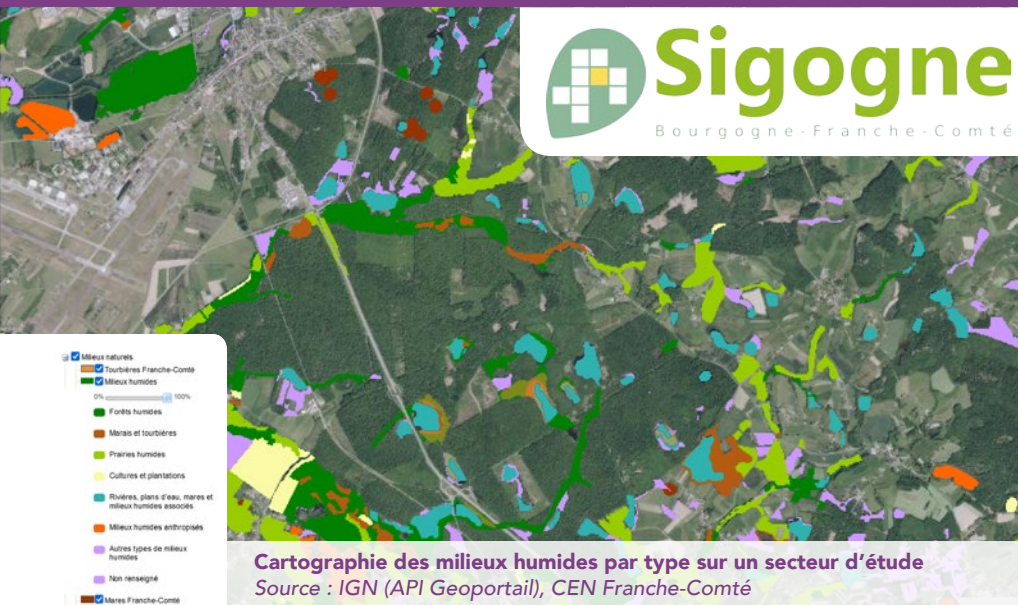 Sigogne
Bourgogne-Franche-Comté
Milieux naturels
Tourbières Franche-Comté
Milieux humides
0% 100%
Forêts humides
Marais et tourbières
Prairies humides
Cultures et plantations
Rivières, plans d'eau, mares et
milieux humides associés
Milieux humides anthropisés
Autres types de milieux
humides
Non renseigné
Mares Franche-Comté
Cartographie des milieux humides par type sur un secteur d'étude
Source : IGN (API Geoportail), CEN Franche-Comté